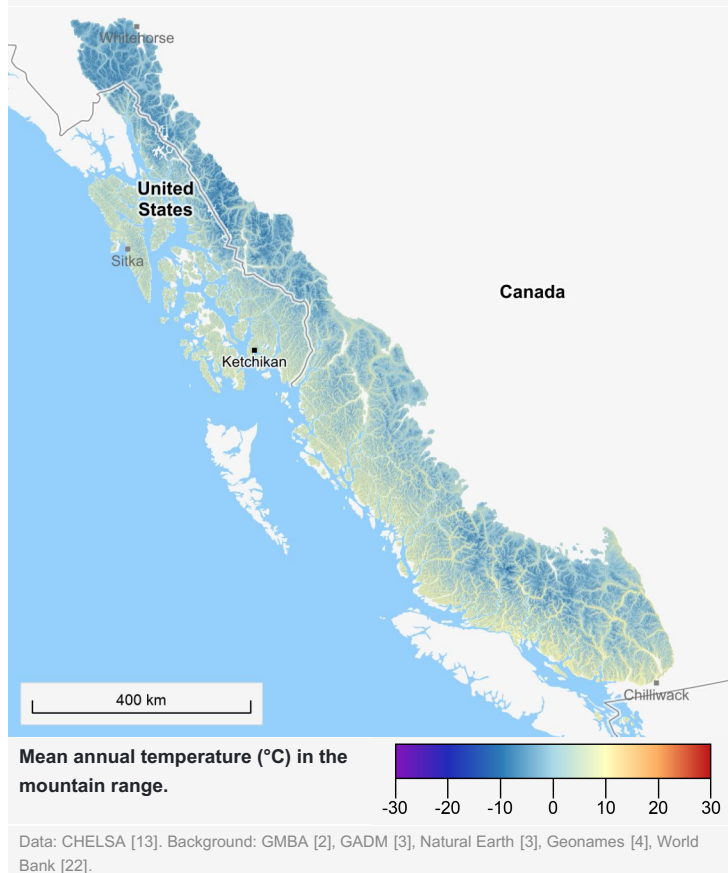 Whitehorse
United
States
Sitka
Canada
Ketchikan
400 km
Chilliwack
Mean annual temperature (°C) in the
mountain range.
-30 -20 -10 0 10 20 30
Data: CHELSA [13]. Background: GMBA [2], GADM [3], Natural Earth [3], Geonames [4], World
Bank [22].